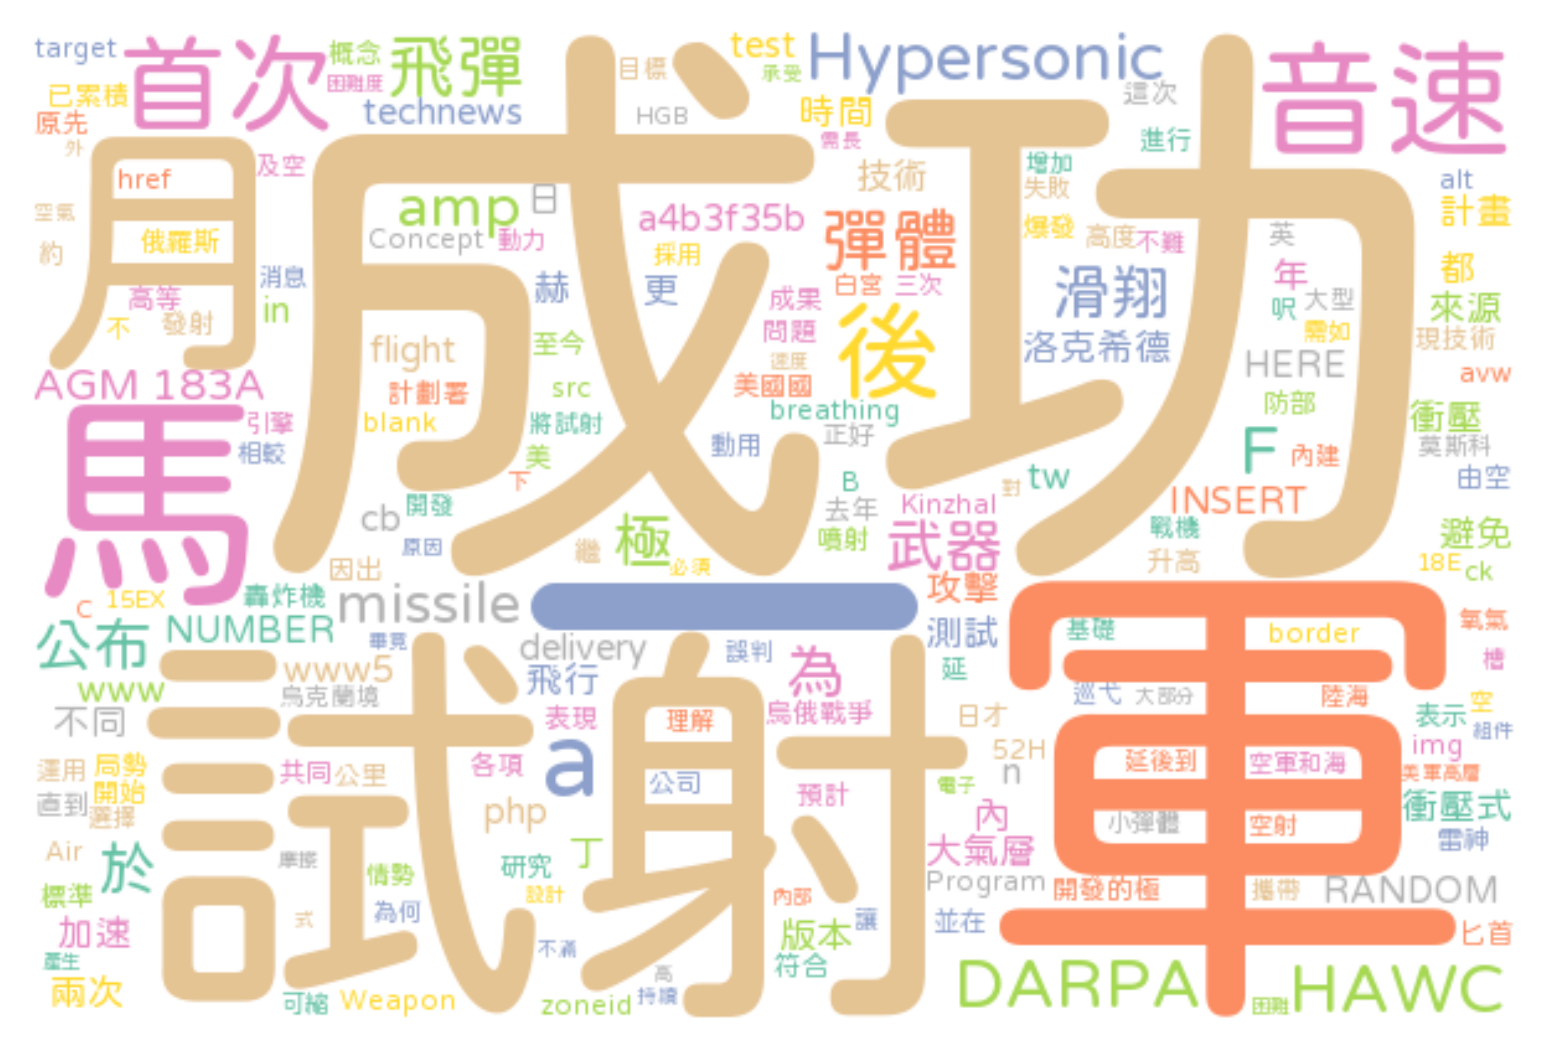 target
首次
概念
困難度
飛彈
technews
已累積
原先
外
目標
HGB
test
承受
Hypersonic
時間
需長
這次
進行
音速
月
href
及空
空氣
約
俄羅斯
消息
高等
in
不
發射
成功
amp
日
Concept
動力
a4b3f35b
採用
赫
更
技術
彈體
白宮
三次
增加
失敗
爆發
高度
不難
英
alt
計畫
年
都
呎
大型
來源
需如
現技術
滑翔
洛克希德
成果
問題
後
速度
美國國
breathing
正好
flight
至今
計劃署
src
blank
將試射
美
動用
下
HERE
avw
防部
衝壓
莫斯科
AGM 183A
馬
引擎
相較
F
內建
由空
B
去年
Kinzhal
對
tw
INSERT
開發
cb
原因
因出
極
繼
必須
噴射
武器
戰機
升高
避免
18E
ck
C
15EX
轟炸機
missile
一
攻擊
公布
NUMBER
畢竟
delivery
測試
軍
基礎
border
氧氣
www
www5
烏克蘭境
飛行
誤判
為
延
槽
不同
表現
理解
烏俄戰爭
日才
巡弋
大部分
陸海
空
表示
組件
試射
運用
局勢
共同
公里
各項
a
公司
預計
52H
n
電子
延後到
空軍和海
img
美軍高層
直到
開始
選擇
php
內
小彈體
空射
衝壓式
雷神
Air
於
摩擦
情勢
研究
丁
大氣層
標準
設計
內部
Program
開發的極
攜帶
RANDOM
加速
式
為何
不滿
版本
讓
並在
匕首
產生
兩次
可縮
Weapon
zoneid
高
持續
符合
DARPA
困難
HAWC